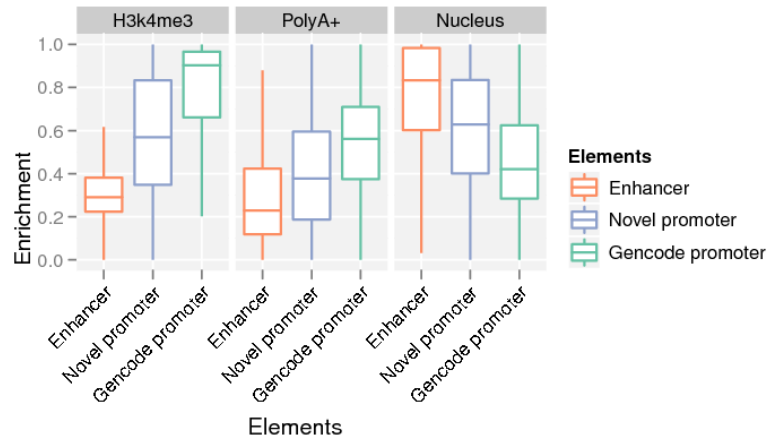 H3k4me3 PolyA+ Nucleus
1.0
0.8
0.6
0.4
0.2
0.0
Enrichment
Enhancer Novel promoter Gencode promoter Enhancer Novel promoter Gencode promoter Enhancer Novel promoter Gencode promoter
Elements
Elements
Enhancer
Novel promoter
Gencode promoter